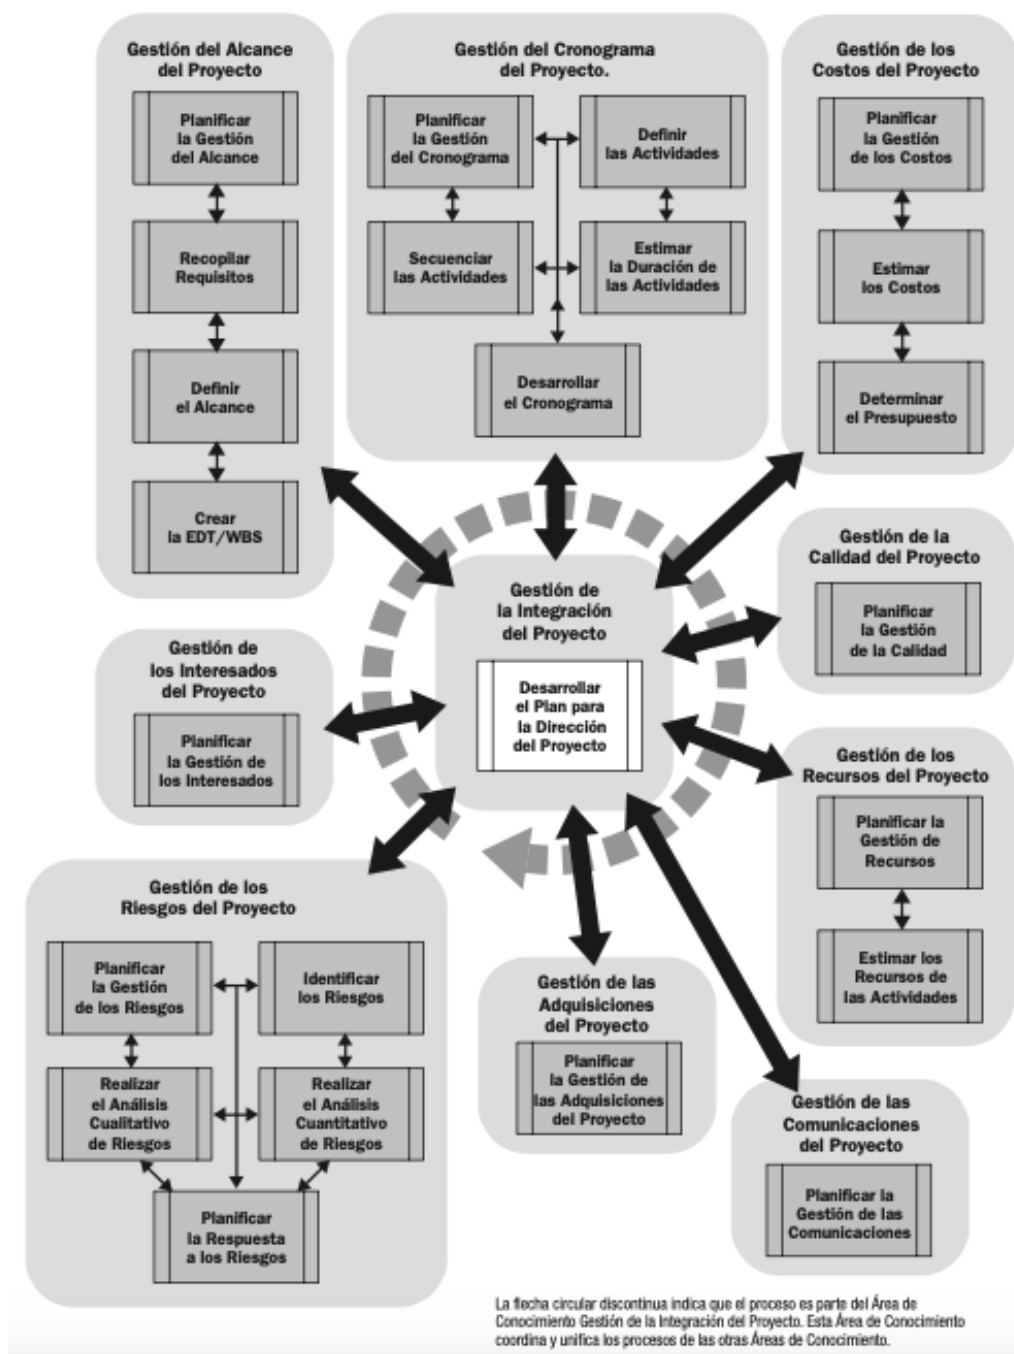 Gestión del Alcance
del Proyecto
Planificar
la Gestión
del Alcance
Recopilar
Requisitos
Definir
el Alcance
Crear
la EDT/WBS
Gestión del Cronograma
del Proyecto.
Planificar
la Gestión
del Cronograma
Definir
las Actividades
Secuenciar
las Actividades
Estimar
la Duración de
las Actividades
Desarrollar
el Cronograma
Gestión de los
Costos del Proyecto
Planificar
la Gestión
de los Costos
Estimar
los Costos
Determinar
el Presupuesto
Gestión de la
Calidad del Proyecto
Planificar
la Gestión
de la Calidad
Gestión de
la Integración
del Proyecto
Desarrollar
el Plan para
la Dirección
del Proyecto
Gestión de
los Interesados
del Proyecto
Planificar
la Gestión de
los Interesados
Gestión de los
Recursos del Proyecto
Planificar la
Gestión de
Recursos
Estimar los
Recursos de
las Actividades
Gestión de los
Riesgos del Proyecto
Planificar
la Gestión
de los Riesgos
Identificar
los Riesgos
Realizar
el Análisis
Cualitativo
de Riesgos
Realizar
el Análisis
Cuantitativo
de Riesgos
Planificar
la Respuesta
a los Riesgos
Gestión de las
Adquisiciones
del Proyecto
Planificar
la Gestión de
las Adquisiciones
del Proyecto
Gestión de las
Comunicaciones
del Proyecto
Planificar la
Gestión de las
Comunicaciones
La flecha circular discontinua indica que el proceso es parte del Área de
Conocimiento Gestión de la Integración del Proyecto. Esta Área de Conocimiento
coordina y unifica los procesos de las otras Áreas de Conocimiento.